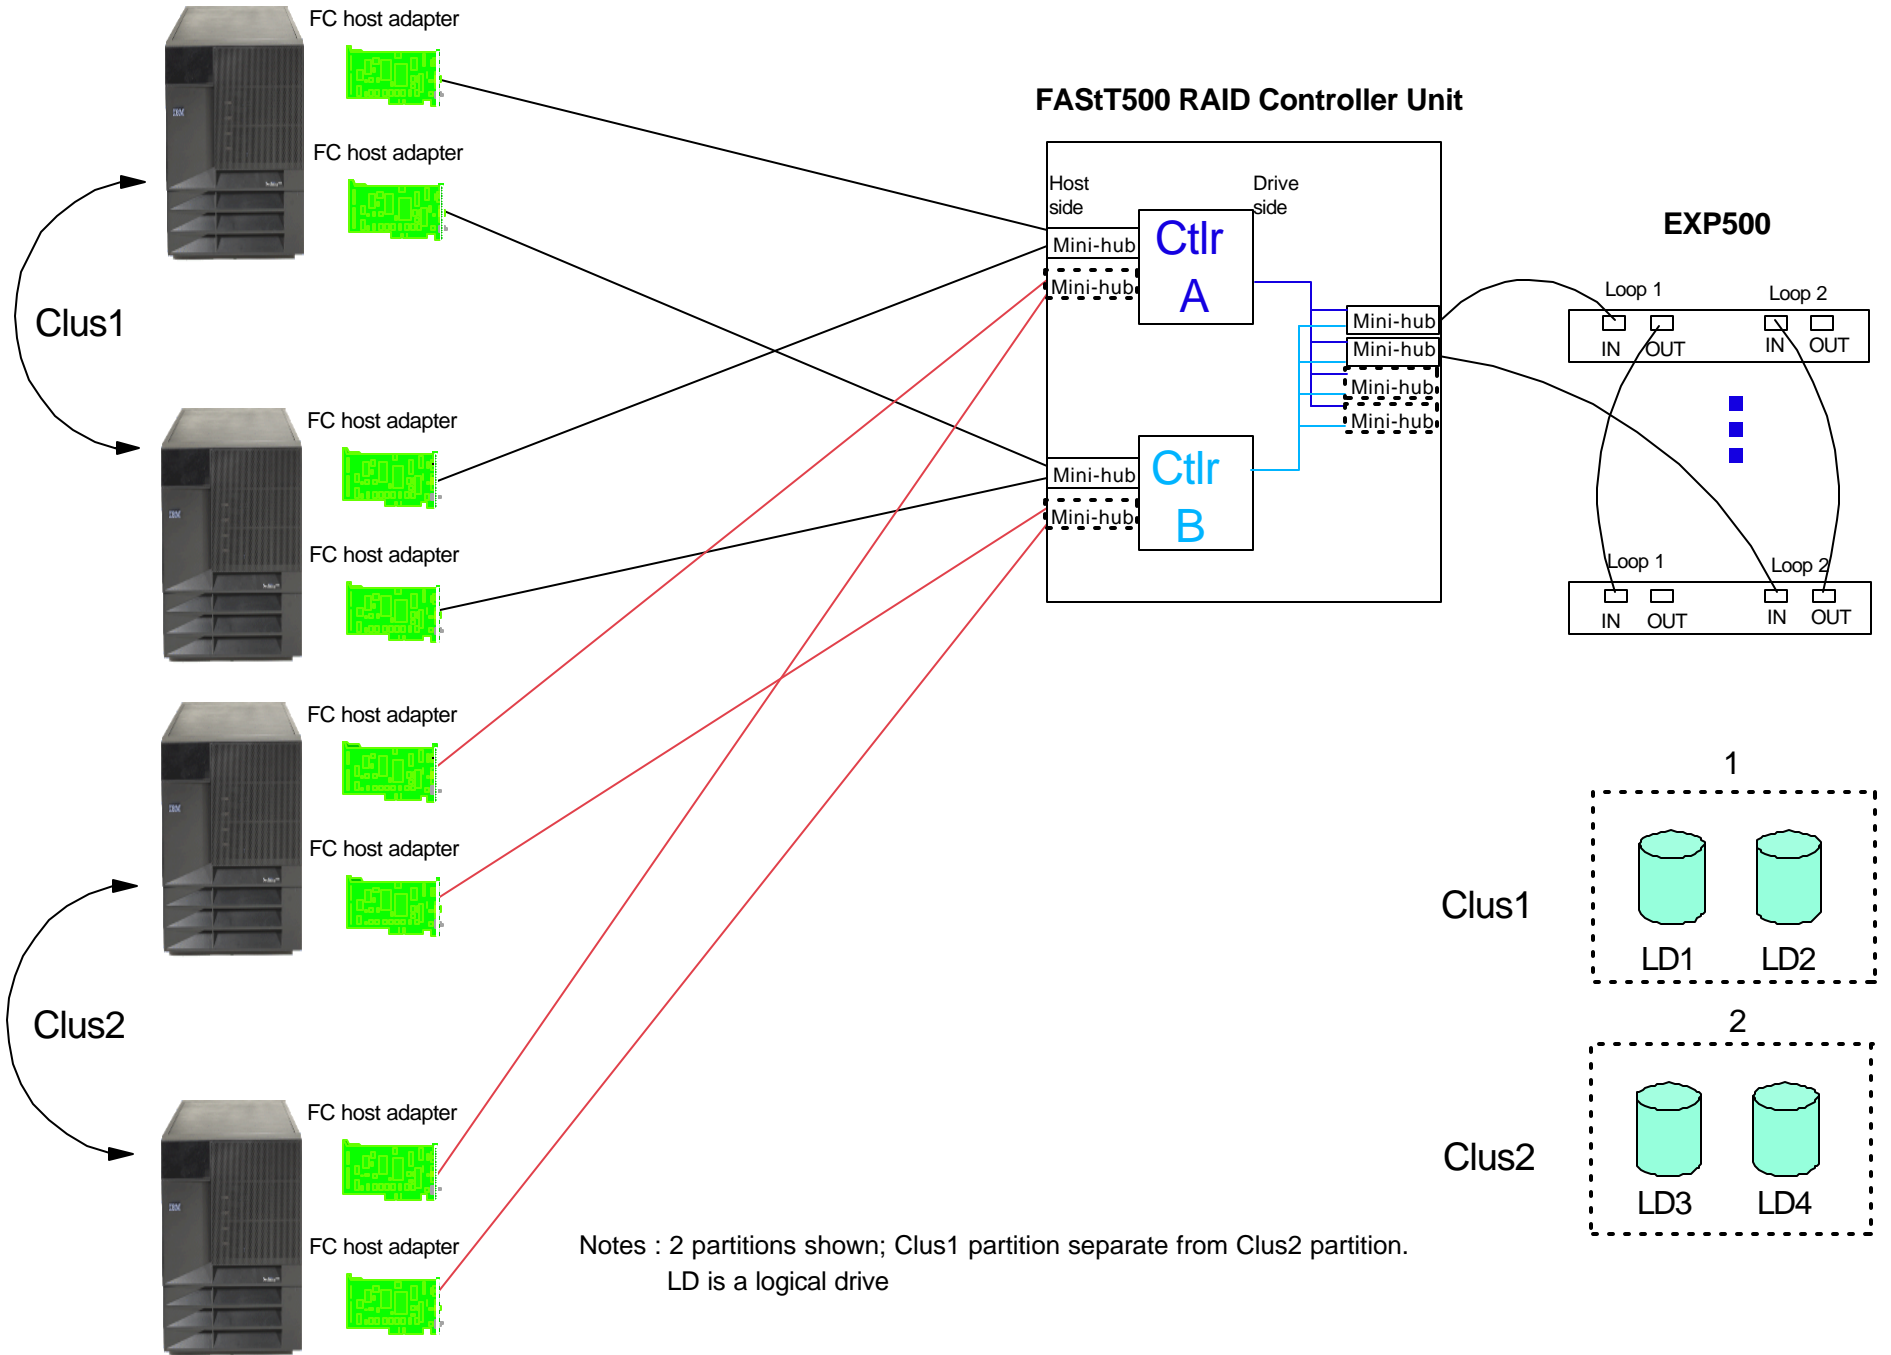 FC host adapter
FC host adapter
Clus1
FC host adapter
FC host adapter
FC host adapter
FC host adapter
Clus2
FC host adapter
FC host adapter
IBM
IBM
IBM
IBM
FAStT500 RAID Controller Unit
Host
side
Drive
side
Mini-hub
Mini-hub
Ctlr
A
Mini-hub
Mini-hub
Mini-hub
Mini-hub
Mini-hub
Mini-hub
Ctlr
B
EXP500
Loop 1
Loop 2
IN OUT IN OUT
Loop 1
Loop 2
IN OUT IN OUT
1
Clus1
LD1 LD2
2
Clus2
LD3 LD4
Notes : 2 partitions shown; Clus1 partition separate from Clus2 partition.
LD is a logical drive